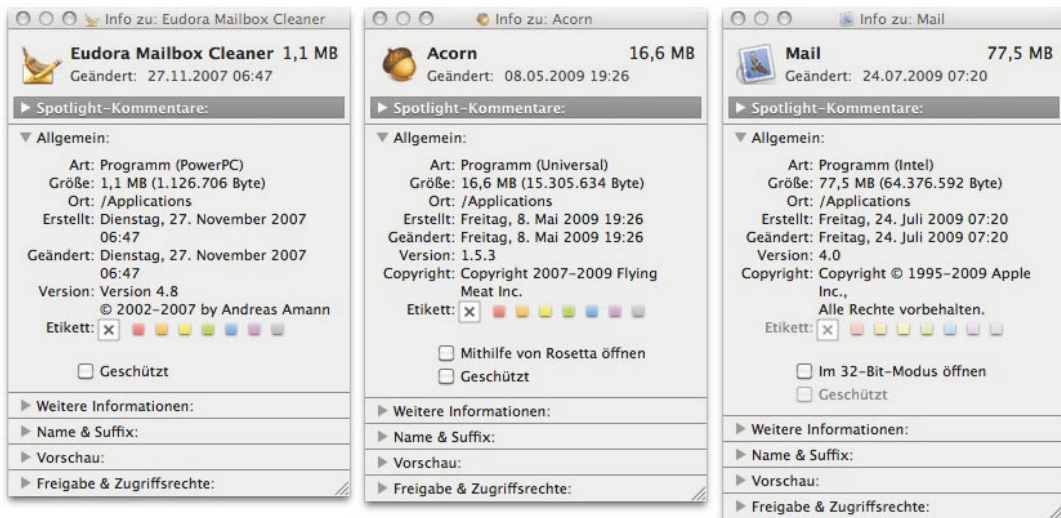 Info zu: Eudora Mailbox Cleaner
Eudora Mailbox Cleaner 1,1 MB
Geändert: 27.11.2007 06:47
Spotlight-Kommentare:
Allgemein:
Art: Programm (PowerPC)
Größe: 1,1 MB (1.126.706 Byte)
Ort: /Applications
Erstellt: Dienstag, 27. November 2007
06:47
Geändert: Dienstag, 27. November 2007
06:47
Version: Version 4.8
© 2002-2007 by Andreas Amann
Etikett:
Geschützt
Weitere Informationen:
Name & Suffix:
Vorschau:
Freigabe & Zugriffsrechte:
Info zu: Acorn
Acorn 16,6 MB
Geändert: 08.05.2009 19:26
Spotlight-Kommentare:
Allgemein:
Art: Programm (Universal)
Größe: 16,6 MB (15.305.634 Byte)
Ort: /Applications
Erstellt: Freitag, 8. Mai 2009 19:26
Geändert: Freitag, 8. Mai 2009 19:26
Version: 1.5.3
Copyright: Copyright 2007-2009 Flying
Meat Inc.
Etikett:
Mithilfe von Rosetta öffnen
Geschützt
Weitere Informationen:
Name & Suffix:
Vorschau:
Freigabe & Zugriffsrechte:
Info zu: Mail
Mail 77,5 MB
Geändert: 24.07.2009 07:20
Spotlight-Kommentare:
Allgemein:
Art: Programm (Intel)
Größe: 77,5 MB (64.376.592 Byte)
Ort: /Applications
Erstellt: Freitag, 24. Juli 2009 07:20
Geändert: Freitag, 24. Juli 2009 07:20
Version: 4.0
Copyright: Copyright © 1995-2009 Apple
Inc.,
Alle Rechte vorbehalten.
Etikett:
Im 32-Bit-Modus öffnen
Geschützt
Weitere Informationen:
Name & Suffix:
Vorschau:
Freigabe & Zugriffsrechte: